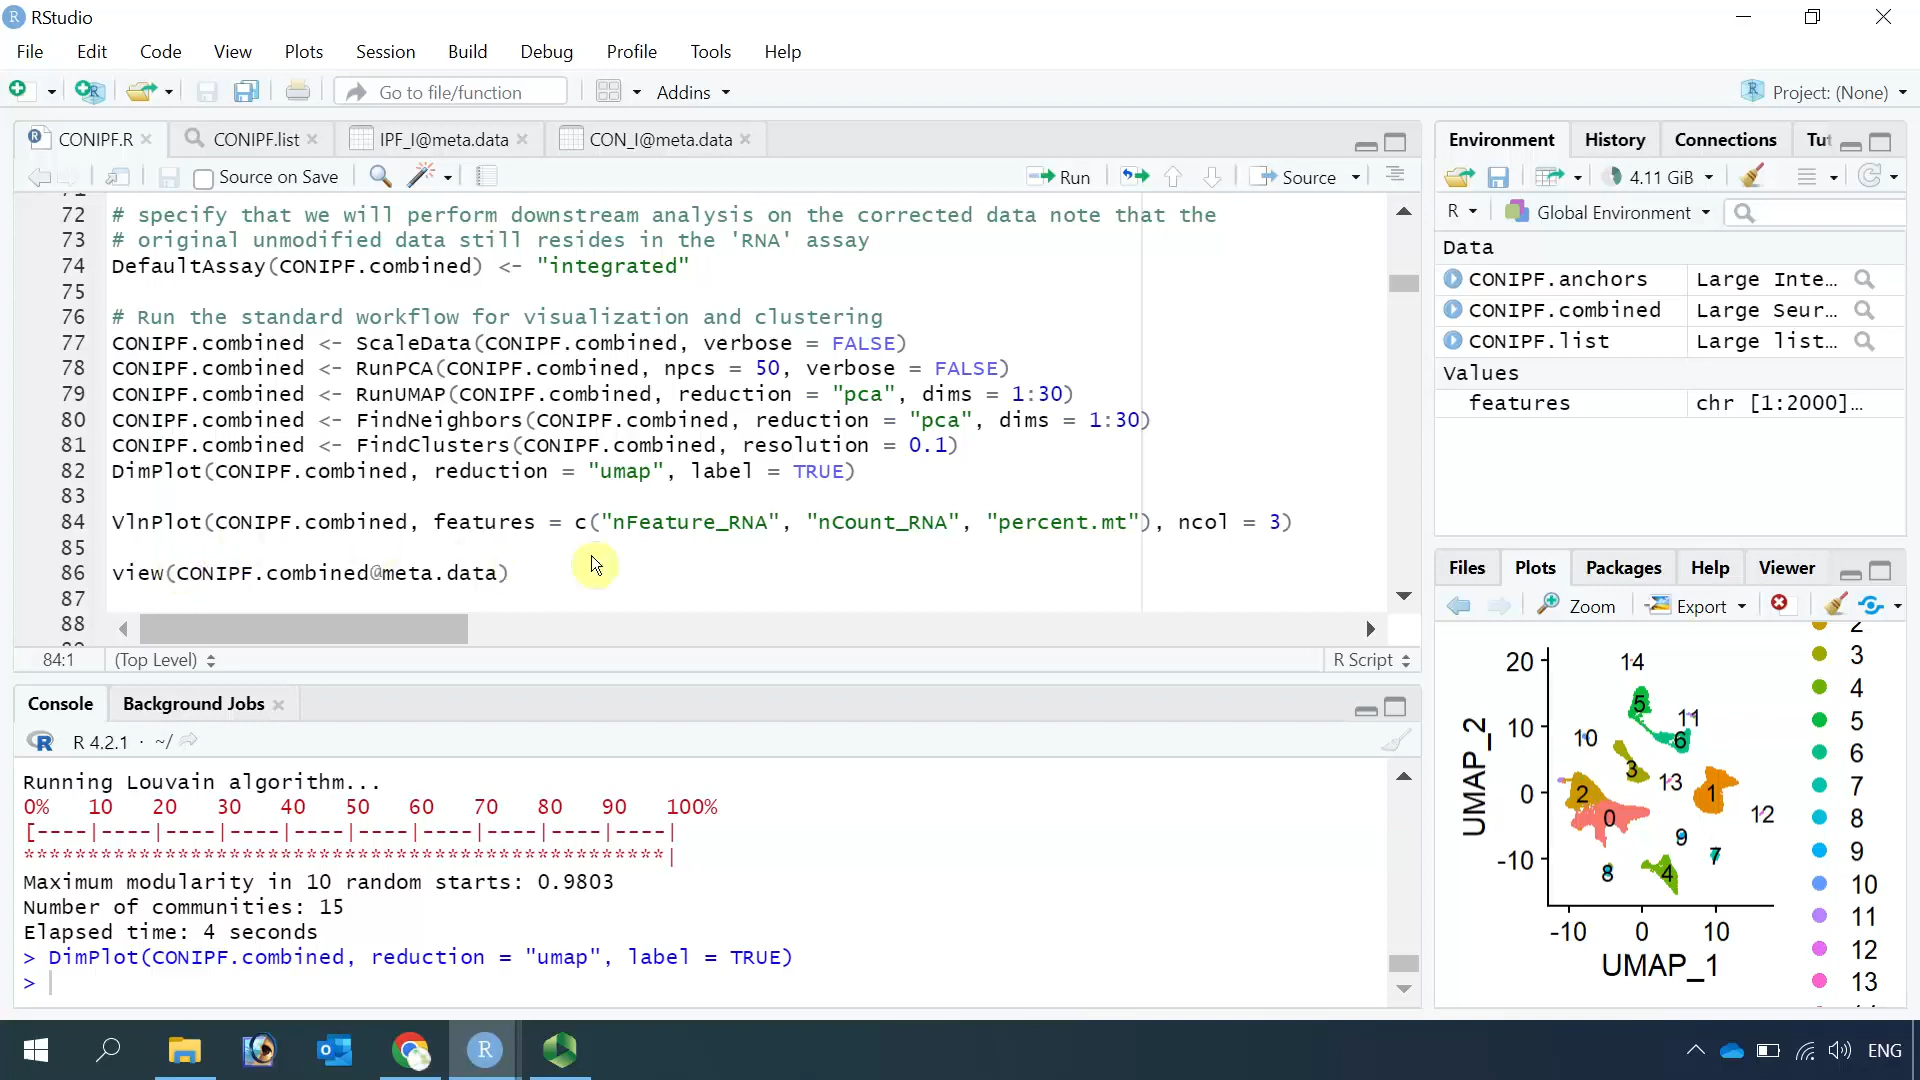 RStudio
File Edit Code View Plots Session Build Debug Profile Tools Help
Go to file/function Addins Project: (None)
CONIPF.R CONIPF.list IPF_I@meta.data CON_I@meta.data
Source on Save Run Source
72 # specify that we will perform downstream analysis on the corrected data note that the
73 # original unmodified data still resides in the 'RNA' assay
74 DefaultAssay(CONIPF.combined) <- "integrated"
75
76 # Run the standard workflow for visualization and clustering
77 CONIPF.combined <- ScaleData(CONIPF.combined, verbose = FALSE)
78 CONIPF.combined <- RunPCA(CONIPF.combined, npcs = 50, verbose = FALSE)
79 CONIPF.combined <- RunUMAP(CONIPF.combined, reduction = "pca", dims = 1:30)
80 CONIPF.combined <- FindNeighbors(CONIPF.combined, reduction = "pca", dims = 1:30)
81 CONIPF.combined <- FindClusters(CONIPF.combined, resolution = 0.1)
82 DimPlot(CONIPF.combined, reduction = "umap", label = TRUE)
83
84 VlnPlot(CONIPF.combined, features = c("nFeature_RNA", "nCount_RNA", "percent.mt"), ncol = 3)
85
86 view(CONIPF.combined@meta.data)
87
88
84:1 (Top Level) R Script
Console Background Jobs
R 4.2.1 · ~/
Running Louvain algorithm...
0% 10 20 30 40 50 60 70 80 90 100%
[----|----|----|----|----|----|----|----|----|----|
**************************************************|
Maximum modularity in 10 random starts: 0.9803
Number of communities: 15
Elapsed time: 4 seconds
> DimPlot(CONIPF.combined, reduction = "umap", label = TRUE)
>
Environment History Connections Tut
4.11 GiB
R Global Environment
Data
CONIPF.anchors Large Inte…
CONIPF.combined Large Seur…
CONIPF.list Large list…
Values
features chr [1:2000]…
Files Plots Packages Help Viewer
Zoom Export
UMAP_2
20
10
0
-10
14
5
11
10
6
3
13
2
1
0
12
9
7
8
4
-10 0 10
UMAP_1
2
3
4
5
6
7
8
9
10
11
12
13
ENG